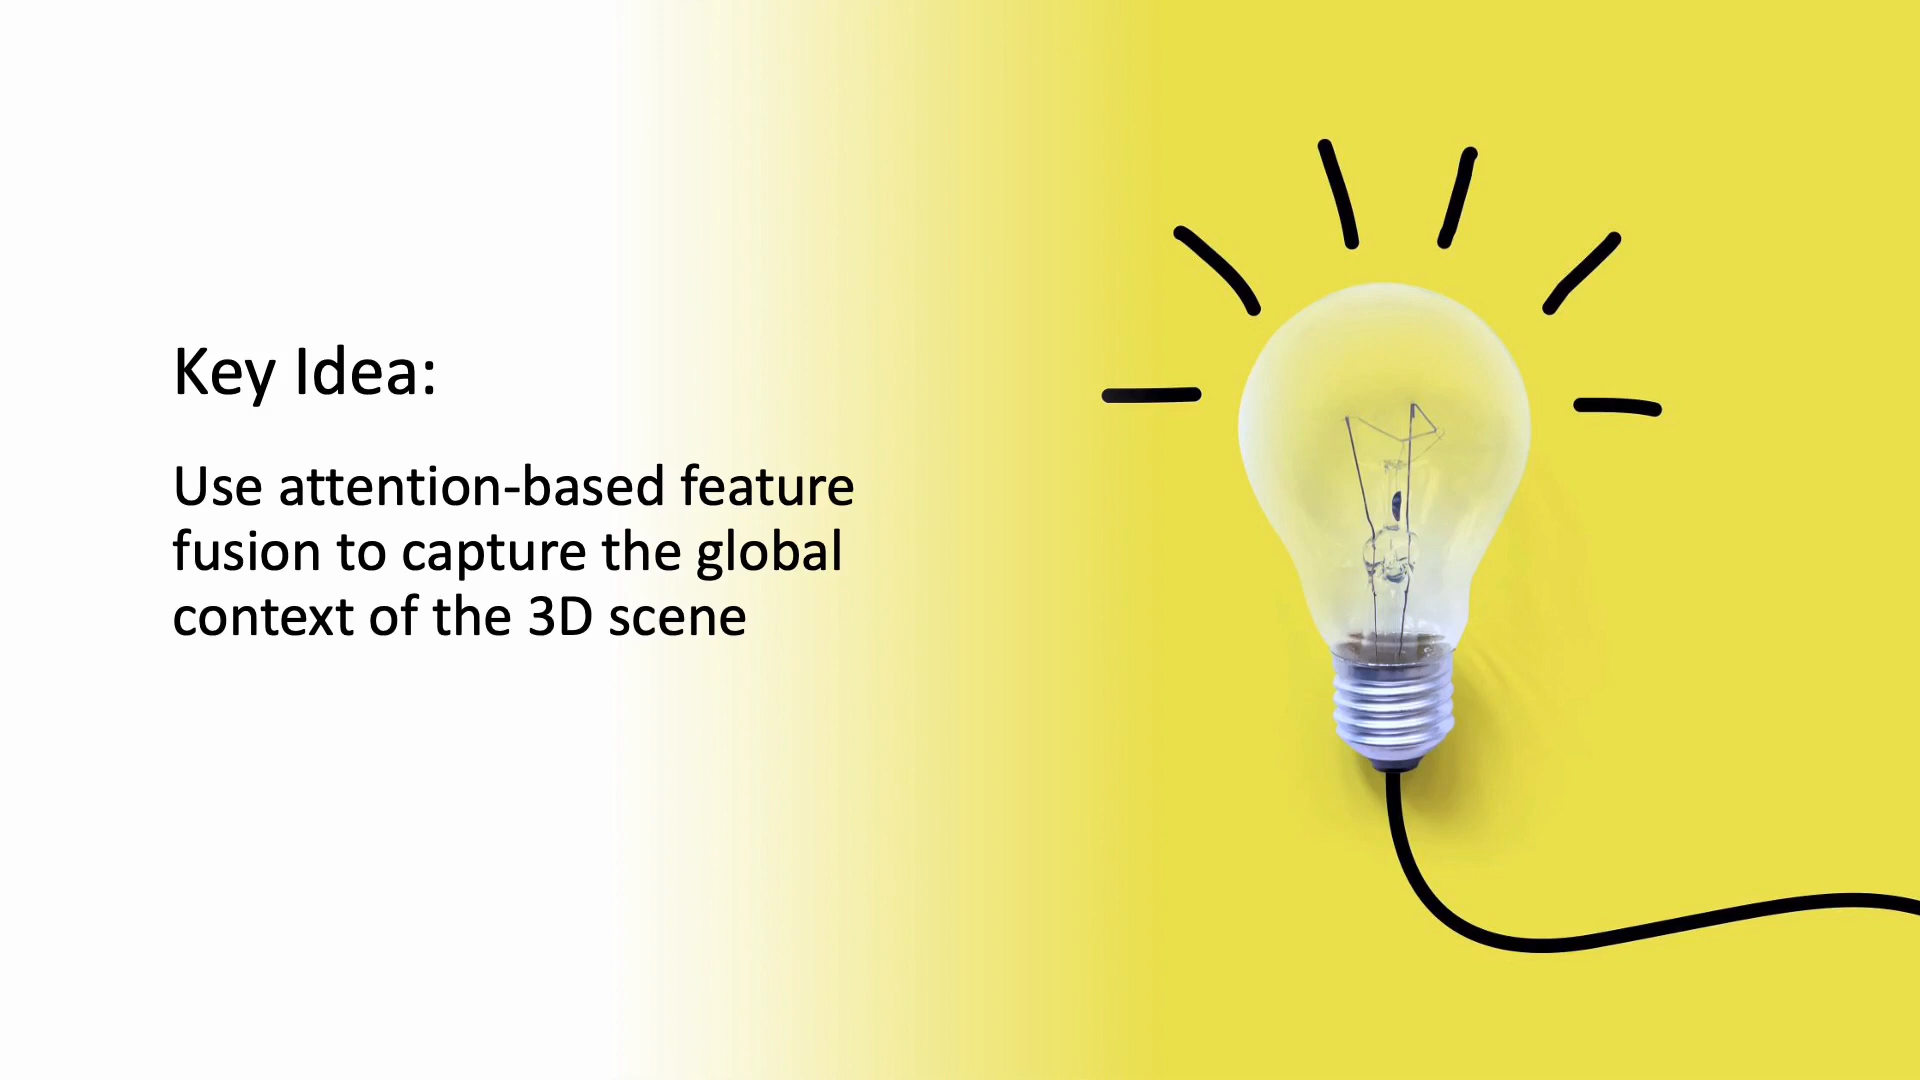 Key Idea:
Use attention-based feature
fusion to capture the global
context of the 3D scene